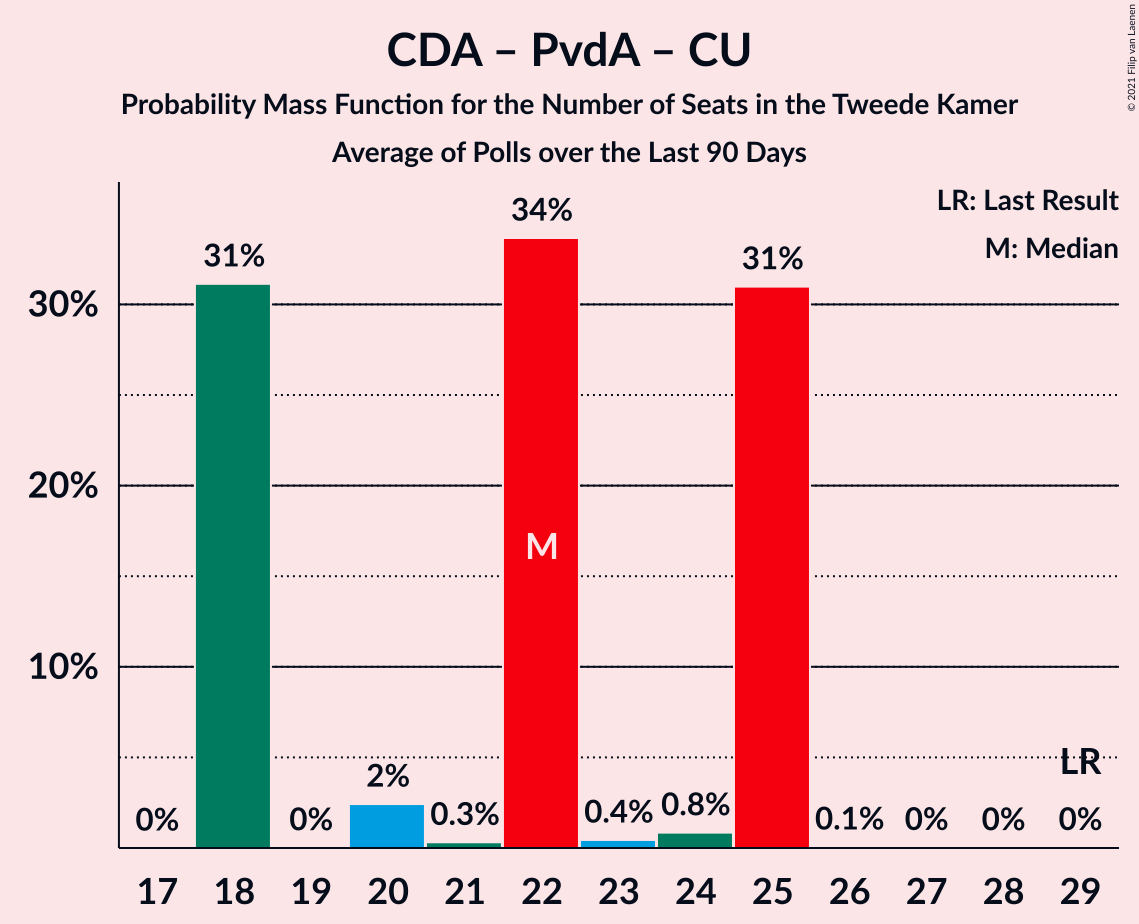 CDA – PvdA – CU
Probability Mass Function for the Number of Seats in the Tweede Kamer
Average of Polls over the Last 90 Days
© 2021 Filip van Laenen
LR: Last Result
M: Median
30%
20%
10%
0%
31%
0%
2%
0.3%
34%
M
0.4%
0.8%
31%
0.1%
0%
0%
LR
0%
17 18 19 20 21 22 23 24 25 26 27 28 29